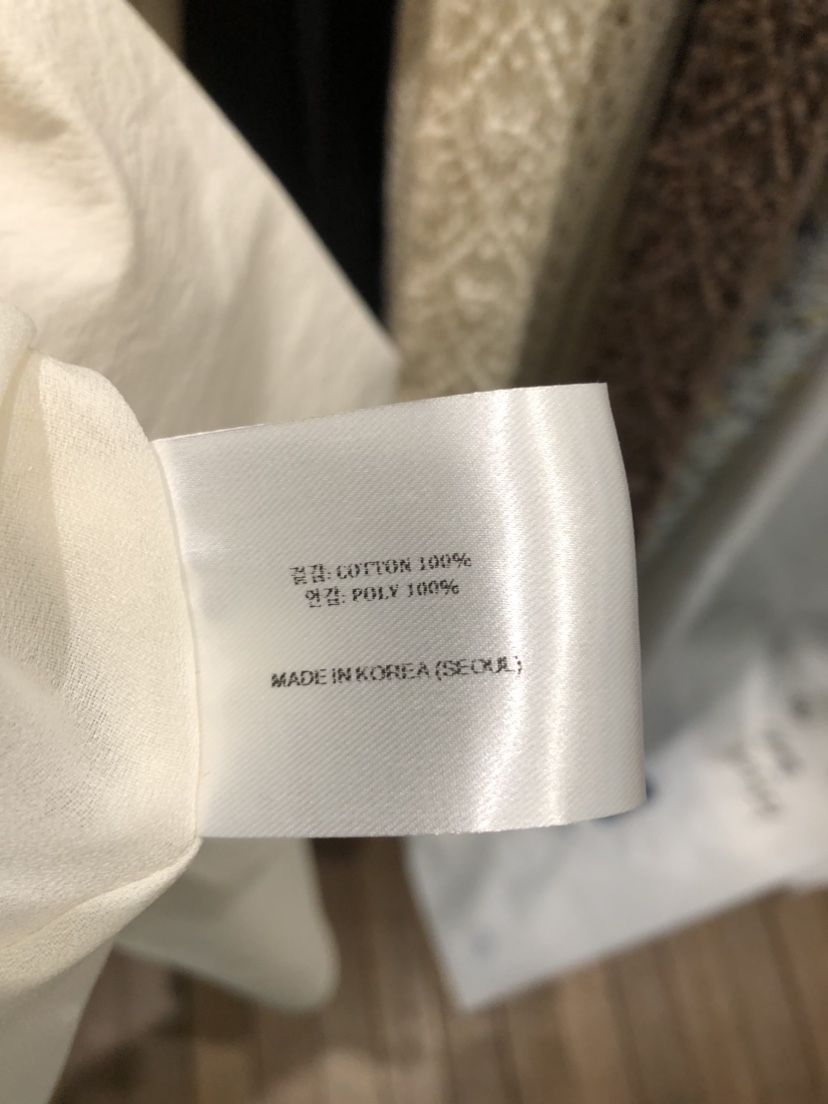 겉감: COTTON 100%
안감: POLY 100%
MADE IN KOREA (SEOUL)